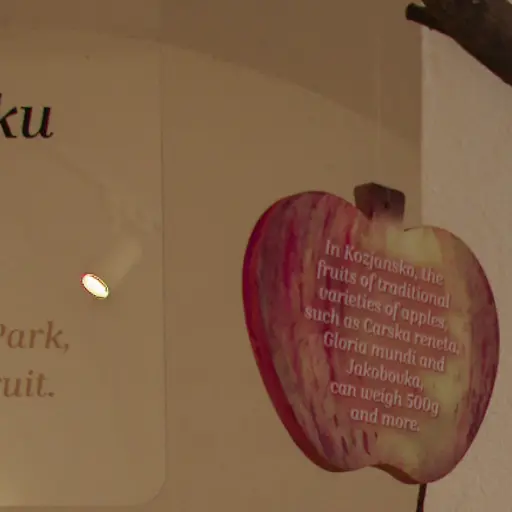 ku
Park,
ruit.
In Kozjansko, the
fruits of traditional
varieties of apples,
such as Carska reneta,
Gloria mundi and
Jakobovka,
can weigh 500g
and more.